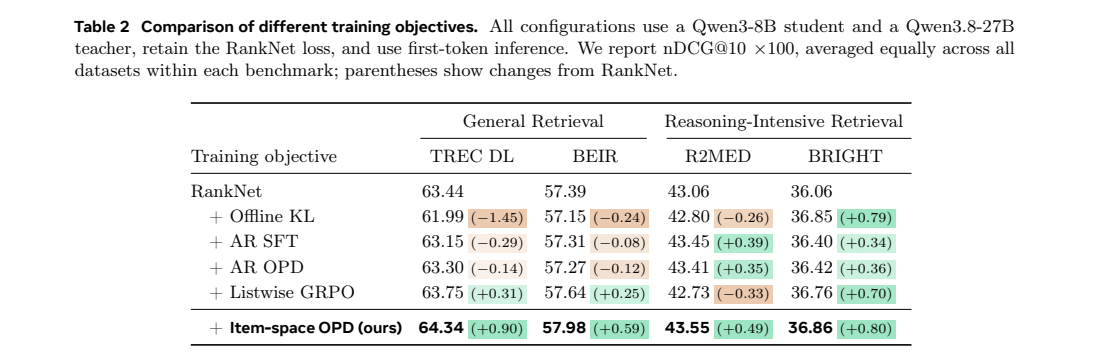 Table 2 Comparison of different training objectives. All configurations use a Qwen3-8B student and a Qwen3.8-27B
teacher, retain the RankNet loss, and use first-token inference. We report nDCG@10 ×100, averaged equally across all
datasets within each benchmark; parentheses show changes from RankNet.
General Retrieval Reasoning-Intensive Retrieval
Training objective TREC DL BEIR R2MED BRIGHT
RankNet 63.44 57.39 43.06 36.06
+ Offline KL 61.99 (−1.45) 57.15 (−0.24) 42.80 (−0.26) 36.85 (+0.79)
+ AR SFT 63.15 (−0.29) 57.31 (−0.08) 43.45 (+0.39) 36.40 (+0.34)
+ AR OPD 63.30 (−0.14) 57.27 (−0.12) 43.41 (+0.35) 36.42 (+0.36)
+ Listwise GRPO 63.75 (+0.31) 57.64 (+0.25) 42.73 (−0.33) 36.76 (+0.70)
+ Item-space OPD (ours) 64.34 (+0.90) 57.98 (+0.59) 43.55 (+0.49) 36.86 (+0.80)